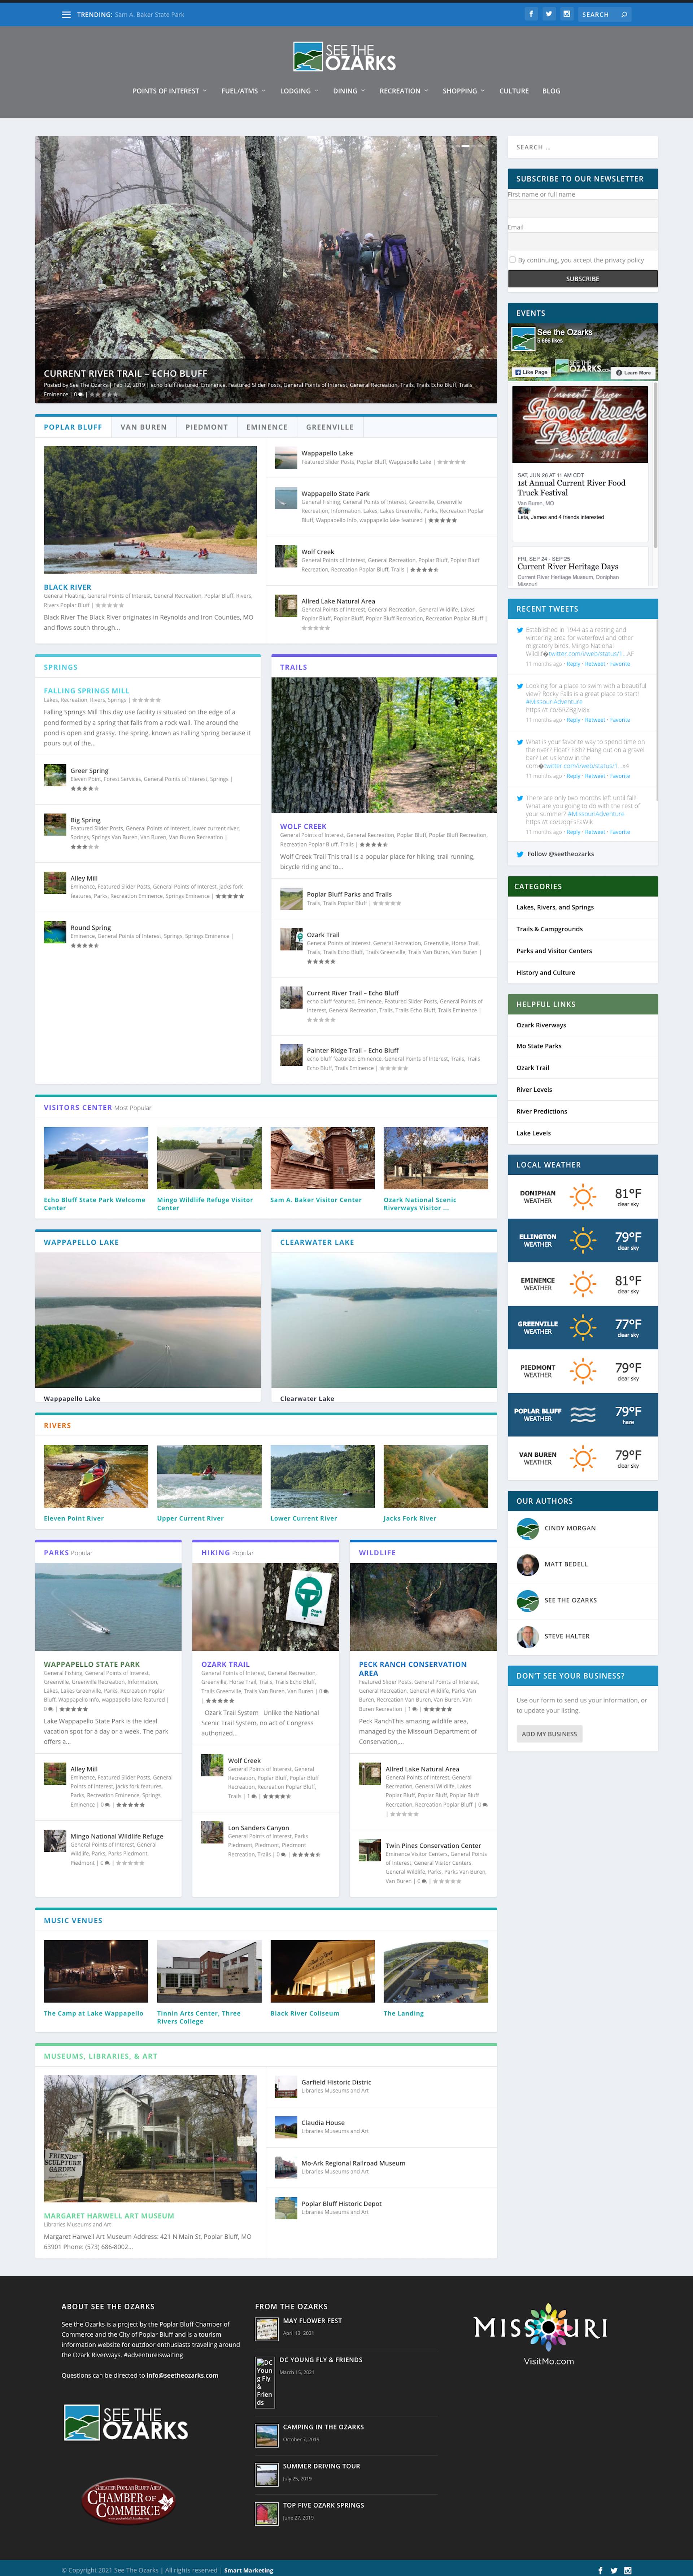 TRENDING: Sam A. Baker State Park
SEARCH
SEE THE
OZARKS
POINTS OF INTEREST
FUEL/ATMS
LODGING
DINING
RECREATION
SHOPPING
CULTURE
BLOG
CURRENT RIVER TRAIL – ECHO BLUFF
Posted by See The Ozarks | Feb 12, 2019 | echo bluff featured, Eminence, Featured Slider Posts, General Points of Interest, General Recreation, Trails, Trails Echo Bluff, Trails
Eminence | 0
POPLAR BLUFF
VAN BUREN
PIEDMONT
EMINENCE
GREENVILLE
BLACK RIVER
General Floating, General Points of Interest, General Recreation, Poplar Bluff, Rivers,
Rivers Poplar Bluff |
Black River The Black River originates in Reynolds and Iron Counties, MO
and flows south through...
Wappapello Lake
Featured Slider Posts, Poplar Bluff, Wappapello Lake |
Wappapello State Park
General Fishing, General Points of Interest, Greenville, Greenville
Recreation, Information, Lakes, Lakes Greenville, Parks, Recreation Poplar
Bluff, Wappapello Info, wappapello lake featured |
Wolf Creek
General Points of Interest, General Recreation, Poplar Bluff, Poplar Bluff
Recreation, Recreation Poplar Bluff, Trails |
Allred Lake Natural Area
General Points of Interest, General Recreation, General Wildlife, Lakes
Poplar Bluff, Poplar Bluff, Poplar Bluff Recreation, Recreation Poplar Bluff |
SPRINGS
FALLING SPRINGS MILL
Lakes, Recreation, Rivers, Springs |
Falling Springs Mill This day use facility is situated on the edge of a
pond formed by a spring that falls from a rock wall. The around the
pond is open and grassy. The spring, known as Falling Spring because it
pours out of the...
Greer Spring
Eleven Point, Forest Services, General Points of Interest, Springs |
Big Spring
Featured Slider Posts, General Points of Interest, lower current river,
Springs, Springs Van Buren, Van Buren, Van Buren Recreation |
Alley Mill
Eminence, Featured Slider Posts, General Points of Interest, jacks fork
features, Parks, Recreation Eminence, Springs Eminence |
Round Spring
Eminence, General Points of Interest, Springs, Springs Eminence |
TRAILS
WOLF CREEK
General Points of Interest, General Recreation, Poplar Bluff, Poplar Bluff Recreation,
Recreation Poplar Bluff, Trails |
Wolf Creek Trail This trail is a popular place for hiking, trail running,
bicycle riding and to...
Poplar Bluff Parks and Trails
Trails, Trails Poplar Bluff |
Ozark Trail
General Points of Interest, General Recreation, Greenville, Horse Trail,
Trails, Trails Echo Bluff, Trails Greenville, Trails Van Buren, Van Buren |
Current River Trail – Echo Bluff
echo bluff featured, Eminence, Featured Slider Posts, General Points of
Interest, General Recreation, Trails, Trails Echo Bluff, Trails Eminence |
Painter Ridge Trail – Echo Bluff
echo bluff featured, Eminence, General Points of Interest, Trails, Trails
Echo Bluff, Trails Eminence |
VISITORS CENTER Most Popular
Echo Bluff State Park Welcome
Center
Mingo Wildlife Refuge Visitor
Center
Sam A. Baker Visitor Center
Ozark National Scenic
Riverways Visitor ...
WAPPAPELLO LAKE
Wappapello Lake
CLEARWATER LAKE
Clearwater Lake
RIVERS
Eleven Point River
Upper Current River
Lower Current River
Jacks Fork River
PARKS Popular
WAPPAPELLO STATE PARK
General Fishing, General Points of Interest,
Greenville, Greenville Recreation, Information,
Lakes, Lakes Greenville, Parks, Recreation Poplar
Bluff, Wappapello Info, wappapello lake featured |
0 |
Lake Wappapello State Park is the ideal
vacation spot for a day or a week. The park
offers a...
Alley Mill
Eminence, Featured Slider Posts, General
Points of Interest, jacks fork features,
Parks, Recreation Eminence, Springs
Eminence | 0 |
Mingo National Wildlife Refuge
General Points of Interest, General
Wildlife, Parks, Parks Piedmont,
Piedmont | 0 |
HIKING Popular
Ozark
Trail
OZARK TRAIL
General Points of Interest, General Recreation,
Greenville, Horse Trail, Trails, Trails Echo Bluff,
Trails Greenville, Trails Van Buren, Van Buren | 0
|
Ozark Trail System Unlike the National
Scenic Trail System, no act of Congress
authorized...
Wolf Creek
General Points of Interest, General
Recreation, Poplar Bluff, Poplar Bluff
Recreation, Recreation Poplar Bluff,
Trails | 1 |
Lon Sanders Canyon
General Points of Interest, Parks
Piedmont, Piedmont, Piedmont
Recreation, Trails | 0 |
WILDLIFE
PECK RANCH CONSERVATION
AREA
Featured Slider Posts, General Points of Interest,
General Recreation, General Wildlife, Parks Van
Buren, Recreation Van Buren, Van Buren, Van
Buren Recreation | 1 |
Peck RanchThis amazing wildlife area,
managed by the Missouri Department of
Conservation,...
Allred Lake Natural Area
General Points of Interest, General
Recreation, General Wildlife, Lakes
Poplar Bluff, Poplar Bluff, Poplar Bluff
Recreation, Recreation Poplar Bluff | 0
|
Twin Pines Conservation Center
Eminence Visitor Centers, General Points
of Interest, General Visitor Centers,
General Wildlife, Parks, Parks Van Buren,
Van Buren | 0 |
MUSIC VENUES
The Camp at Lake Wappapello
Tinnin Arts Center, Three
Rivers College
Black River Coliseum
The Landing
MUSEUMS, LIBRARIES, & ART
FRIENDS
SCULPTURE
GARDEN
MARGARET HARWELL ART MUSEUM
Libraries Museums and Art
Margaret Harwell Art Museum Address: 421 N Main St, Poplar Bluff, MO
63901 Phone: (573) 686-8002...
Garfield Historic Distric
Libraries Museums and Art
Claudia House
Libraries Museums and Art
Mo-Ark Regional Railroad Museum
Libraries Museums and Art
Poplar Bluff Historic Depot
Libraries Museums and Art
SEARCH ...
SUBSCRIBE TO OUR NEWSLETTER
First name or full name
Email
By continuing, you accept the privacy policy
SUBSCRIBE
EVENTS
See the Ozarks
5,666 likes
SEE THE
OZARKS.COM
Like Page
Learn More
Current River
Food Truck
Festival
June 26, 2021
SAT, JUN 26 AT 11 AM CDT
1st Annual Current River Food
Truck Festival
Van Buren, MO
Leta, James and 4 friends interested
FRI, SEP 24 - SEP 25
Current River Heritage Days
Current River Heritage Museum, Doniphan
Missouri
RECENT TWEETS
Established in 1944 as a resting and
wintering area for waterfowl and other
migratory birds, Mingo National
Wildlif�twitter.com/i/web/status/1...AF
11 months ago • Reply • Retweet • Favorite
Looking for a place to swim with a beautiful
view? Rocky Falls is a great place to start!
#MissouriAdventure
11 months ago • Reply • Retweet • Favorite
What is your favorite way to spend time on
the river? Float? Fish? Hang out on a gravel
bar? Let us know in the
com�twitter.com/i/web/status/1...x4
11 months ago • Reply • Retweet • Favorite
There are only two months left until fall!
What are you going to do with the rest of
your summer? #MissouriAdventure
11 months ago • Reply • Retweet • Favorite
Follow @seetheozarks
CATEGORIES
Lakes, Rivers, and Springs
Trails & Campgrounds
Parks and Visitor Centers
History and Culture
HELPFUL LINKS
Ozark Riverways
Mo State Parks
Ozark Trail
River Levels
River Predictions
Lake Levels
LOCAL WEATHER
DONIPHAN
WEATHER
81°F
clear sky
ELLINGTON
WEATHER
79°F
clear sky
EMINENCE
WEATHER
81°F
clear sky
GREENVILLE
WEATHER
77°F
clear sky
PIEDMONT
WEATHER
79°F
clear sky
POPLAR BLUFF
WEATHER
79°F
haze
VAN BUREN
WEATHER
79°F
clear sky
OUR AUTHORS
CINDY MORGAN
MATT BEDELL
SEE THE OZARKS
STEVE HALTER
DON'T SEE YOUR BUSINESS?
Use our form to send us your information, or
to update your listing.
ADD MY BUSINESS
ABOUT SEE THE OZARKS
See the Ozarks is a project by the Poplar Bluff Chamber of
Commerce and the City of Poplar Bluff and is a tourism
information website for outdoor enthusiasts traveling around
the Ozark Riverways. #adventureiswaiting
Questions can be directed to info@seetheozarks.com
SEE THE
OZARKS
GREATER POPLAR BLUFF AREA
CHAMBER OF
COMMERCE
FROM THE OZARKS
MAY FLOWER FEST
April 13, 2021
DC
Youn
g Fly
&
Frien
ds
DC YOUNG FLY & FRIENDS
March 15, 2021
CAMPING IN THE OZARKS
October 7, 2019
SUMMER DRIVING TOUR
July 25, 2019
TOP FIVE OZARK SPRINGS
June 27, 2019
MISSOURI
VisitMo.com
© Copyright 2021 See The Ozarks | All rights reserved | Smart Marketing